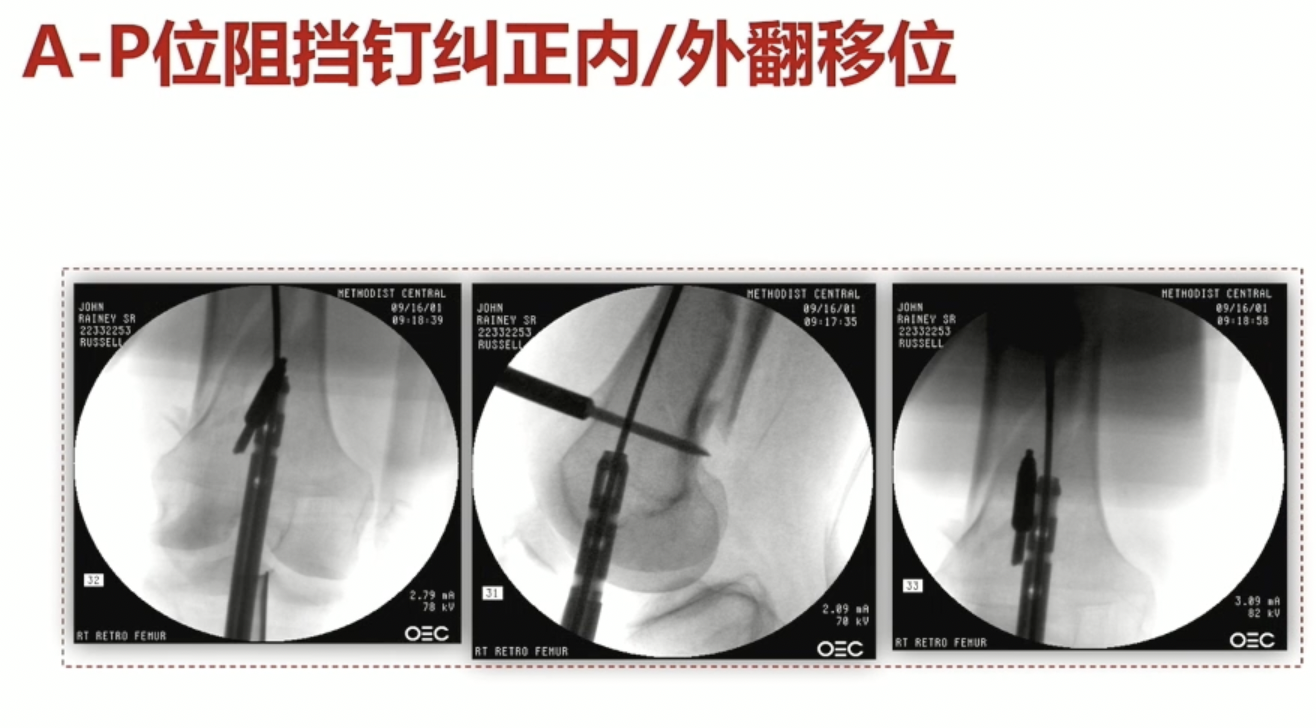 A-P位阻挡钉纠正内/外翻移位
JOHN
RAINEY SR
22332253
RUSSELL
METHODIST CENTRAL
09/16/01
09:18:39
32
2.79 mA
78 kV
RT RETRO FEMUR
OEC
JOHN
RAINEY SR
22332253
RUSSELL
METHODIST CENTRAL
09/16/01
09:17:35
31
2.09 mA
70 kV
RT RETRO FEMUR
OEC
JOHN
RAINEY SR
22332253
RUSSELL
METHODIST CENTRAL
09/16/01
09:18:58
33
3.09 mA
82 kV
RT RETRO FEMUR
OEC